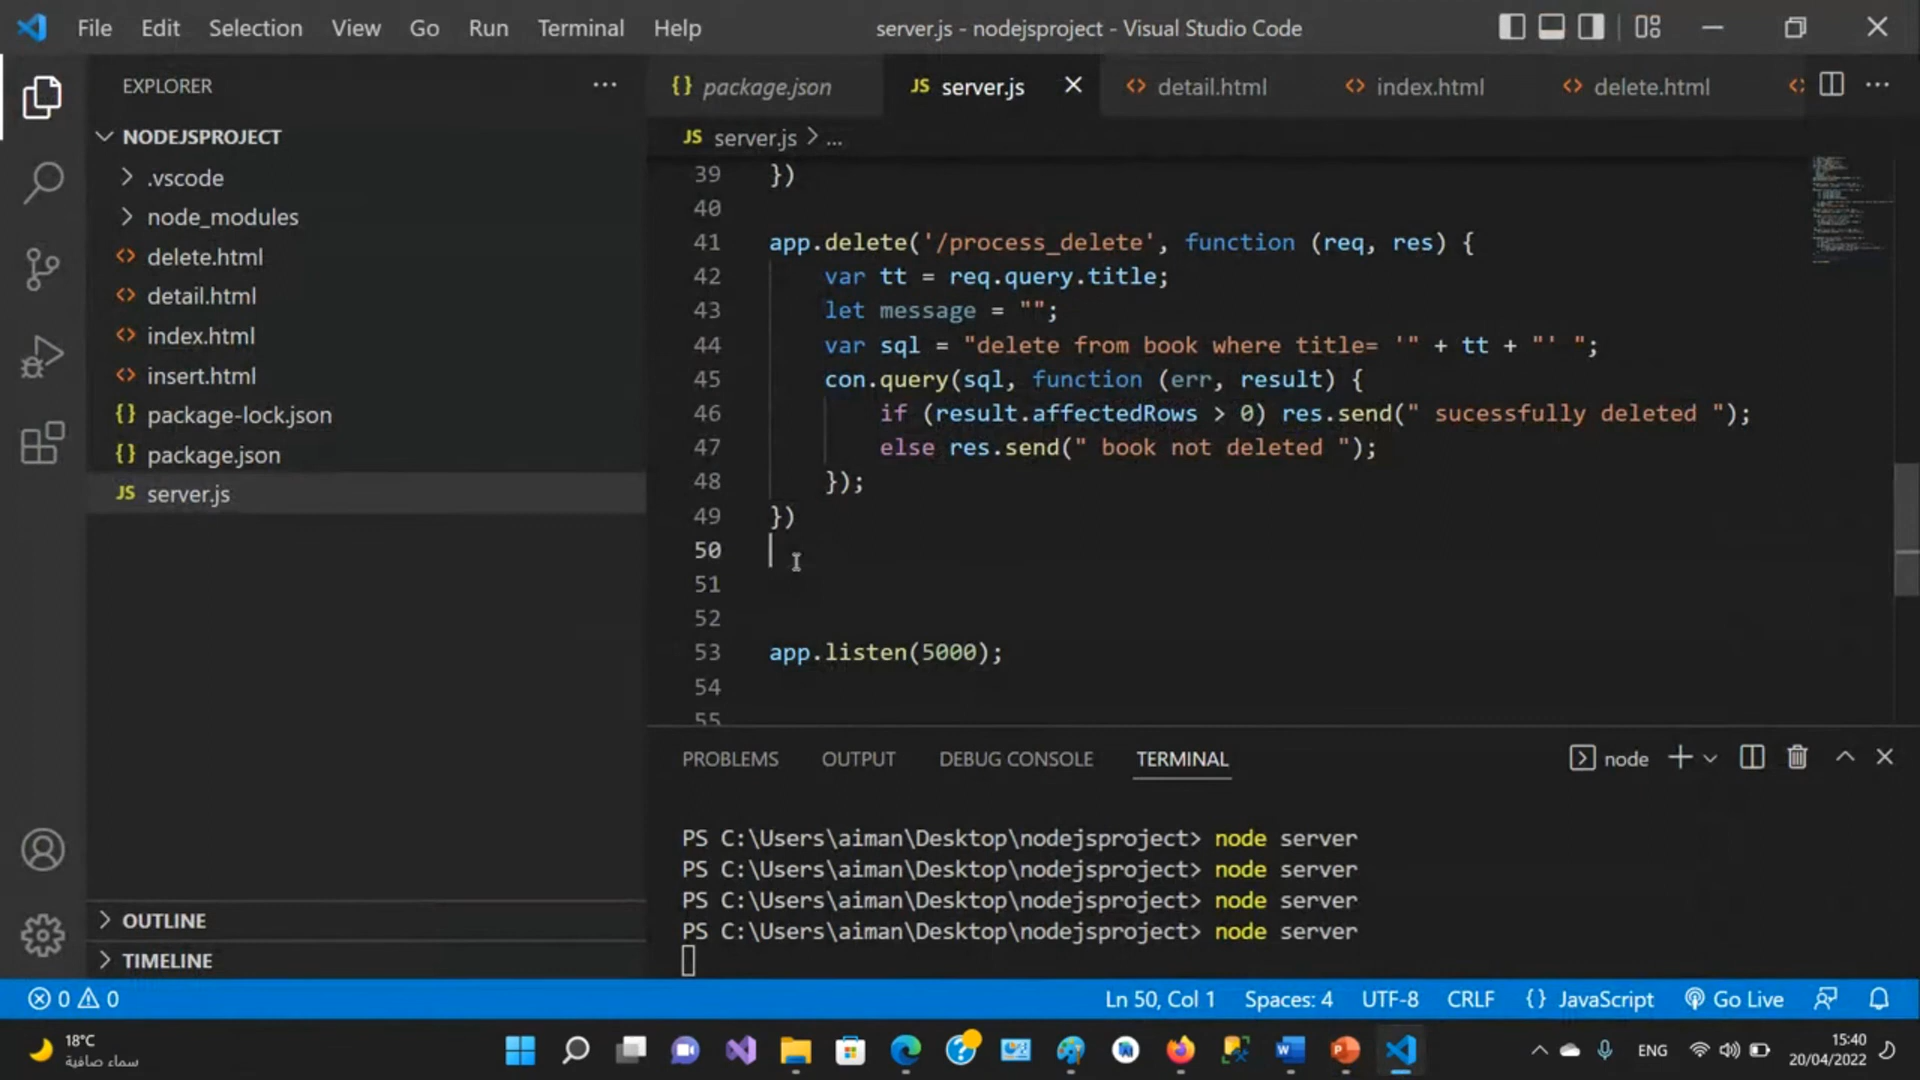 File Edit Selection View Go Run Terminal Help
server.js - nodejsproject - Visual Studio Code
EXPLORER
NODEJSPROJECT
.vscode
node_modules
delete.html
detail.html
index.html
insert.html
package-lock.json
package.json
server.js
OUTLINE
TIMELINE
package.json server.js detail.html index.html delete.html
JS server.js > ...
39 })
40
41 app.delete('/process_delete', function (req, res) {
42 var tt = req.query.title;
43 let message = "";
44 var sql = "delete from book where title= '" + tt + "' ";
45 con.query(sql, function (err, result) {
46 if (result.affectedRows > 0) res.send(" sucessfully deleted ");
47 else res.send(" book not deleted ");
48 });
49 })
50
51
52
53 app.listen(5000);
54
55
PROBLEMS OUTPUT DEBUG CONSOLE TERMINAL
node
PS C:\Users\aiman\Desktop\nodejsproject> node server
PS C:\Users\aiman\Desktop\nodejsproject> node server
PS C:\Users\aiman\Desktop\nodejsproject> node server
PS C:\Users\aiman\Desktop\nodejsproject> node server
0 0
Ln 50, Col 1 Spaces: 4 UTF-8 CRLF {} JavaScript Go Live
18°C
سماء صافية
ENG
15:40
20/04/2022